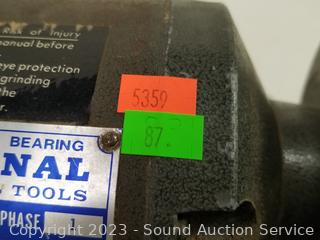 Risk of Injury
manual before
eye protection
grinding
the
r.
5359
87.
BEARING
NAL
TOOLS
PHASE 1
Copyright 2023 - Sound Auction Service